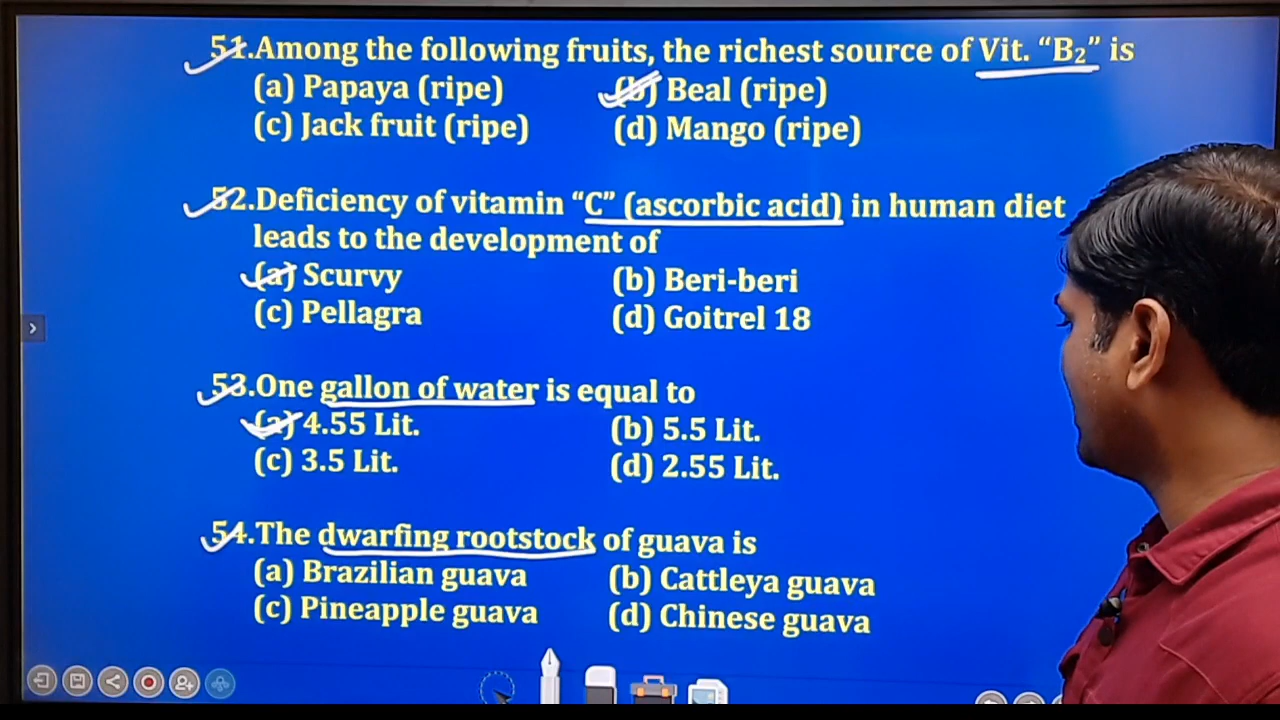 51.Among the following fruits, the richest source of Vit. “B₂” is
(a) Papaya (ripe) (b) Beal (ripe)
(c) Jack fruit (ripe) (d) Mango (ripe)
52.Deficiency of vitamin “C” (ascorbic acid) in human diet
leads to the development of
(a) Scurvy (b) Beri-beri
(c) Pellagra (d) Goitrel 18
53.One gallon of water is equal to
(a) 4.55 Lit. (b) 5.5 Lit.
(c) 3.5 Lit. (d) 2.55 Lit.
54.The dwarfing rootstock of guava is
(a) Brazilian guava (b) Cattleya guava
(c) Pineapple guava (d) Chinese guava